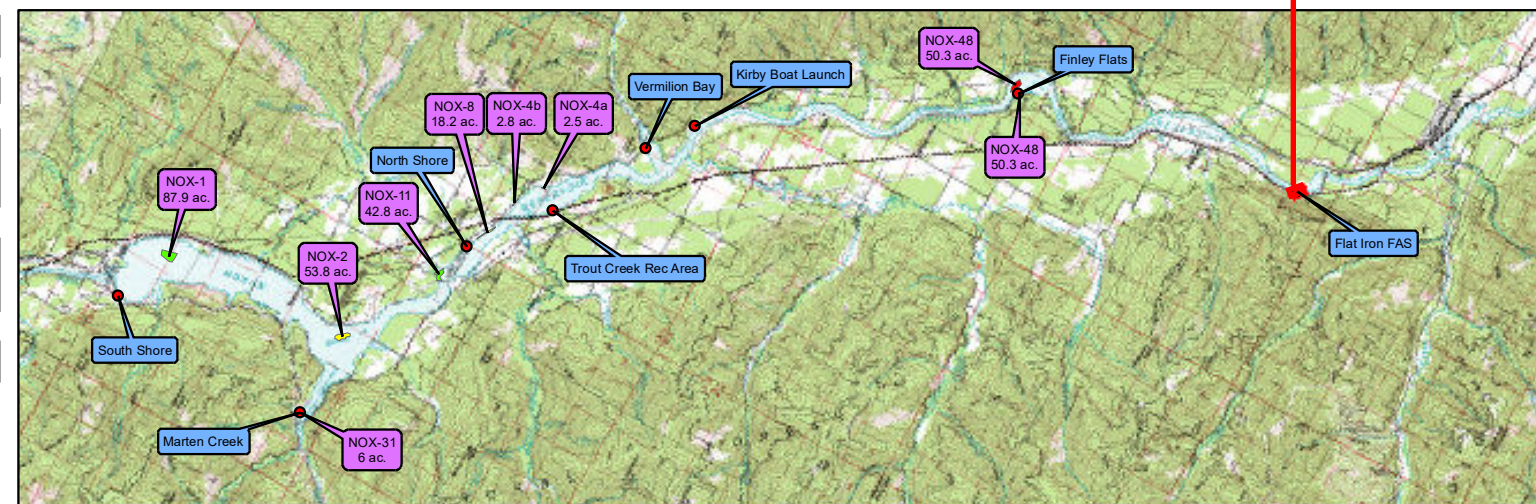 NOX-48
50.3 ac.
Finley Flats
Kirby Boat Launch
Vermilion Bay
NOX-8
18.2 ac.
NOX-4b
2.8 ac.
NOX-4a
2.5 ac.
North Shore
NOX-48
50.3 ac.
NOX-1
87.9 ac.
NOX-11
42.8 ac.
Flat Iron FAS
NOX-2
53.8 ac.
Trout Creek Rec Area
South Shore
Marten Creek
NOX-31
6 ac.